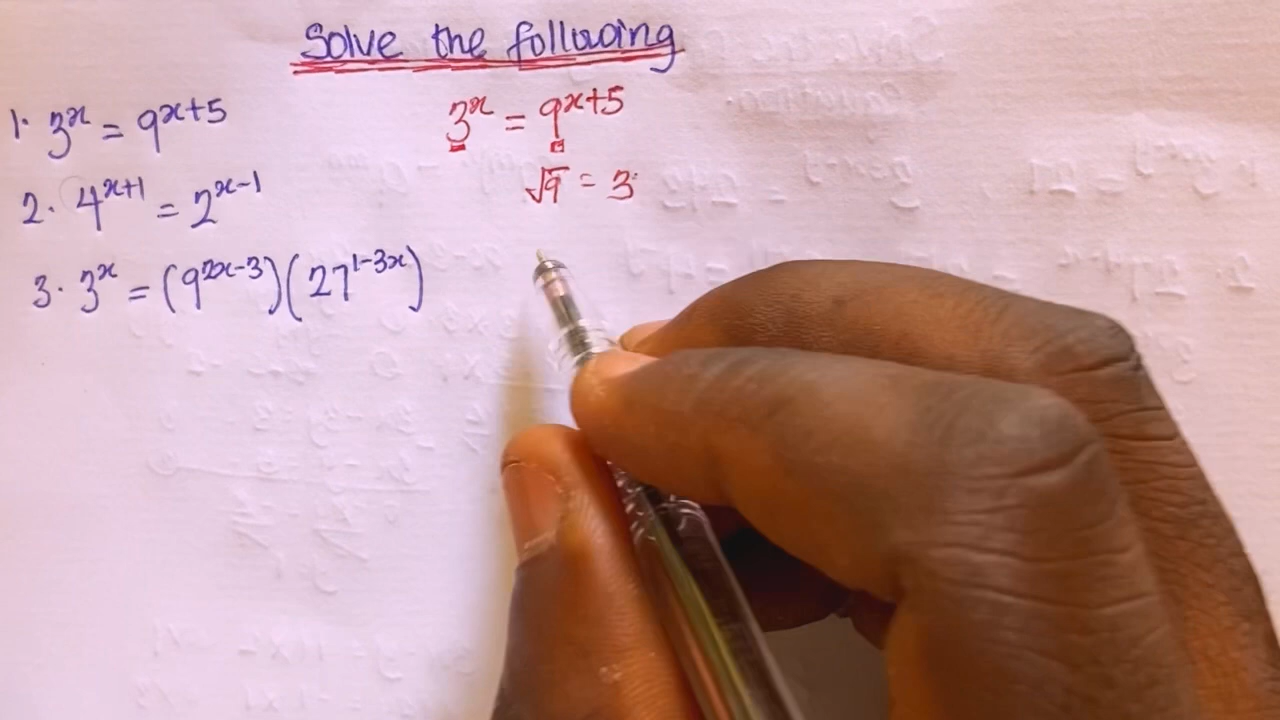 Solve the following
1. 3^x = 9^x+5
2. 4^x+1 = 2^x-1
3. 3^x = (9^2x-3)(27^1-3x)
3^x = 9^x+5
√9 = 3